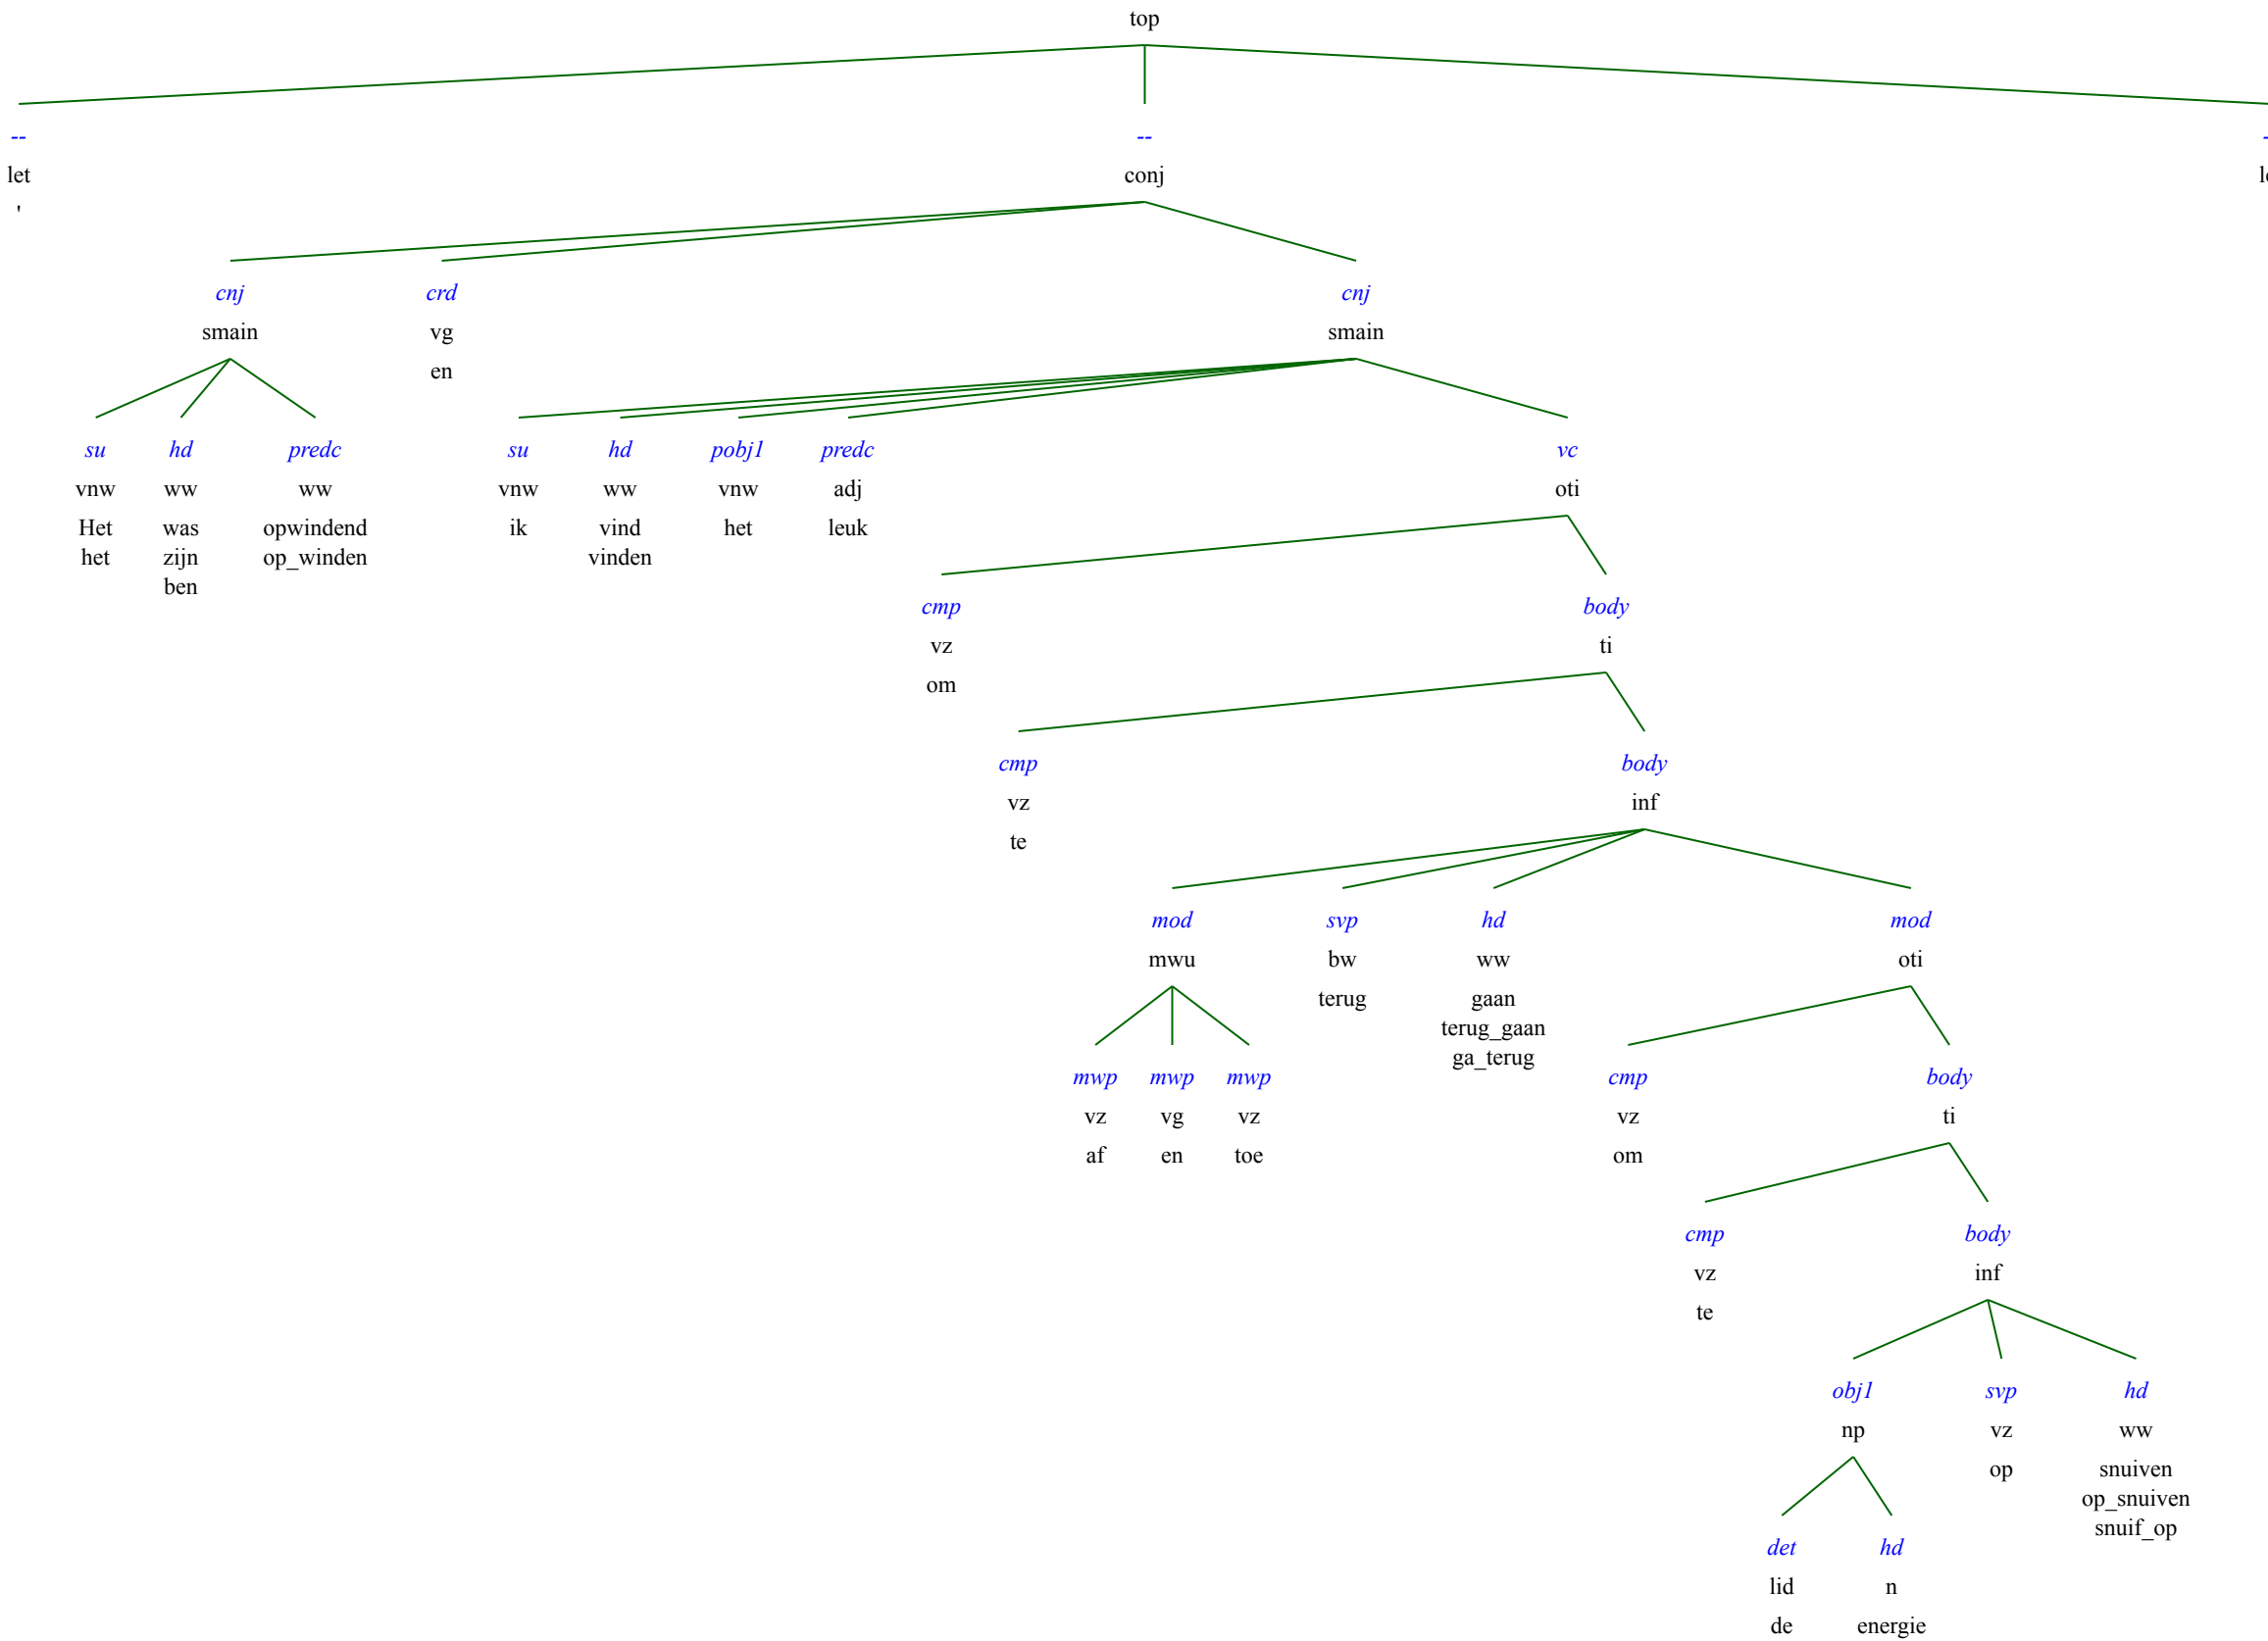 top
-- -- -
let conj le
'
cnj crd cnj
smain vg smain
en
su hd predc su hd pobj1 predc vc
vnw ww ww vnw ww vnw adj oti
Het was opwindend ik vind het leuk
het zijn op_winden vinden
ben
cmp body
vz ti
om
cmp body
vz inf
te
mod svp hd mod
mwu bw ww oti
terug gaan
terug_gaan
ga_terug
mwp mwp mwp cmp body
vz vg vz vz ti
af en toe om
cmp body
vz inf
te
obj1 svp hd
np vz ww
op snuiven
op_snuiven
snuif_op
det hd
lid n
de energie